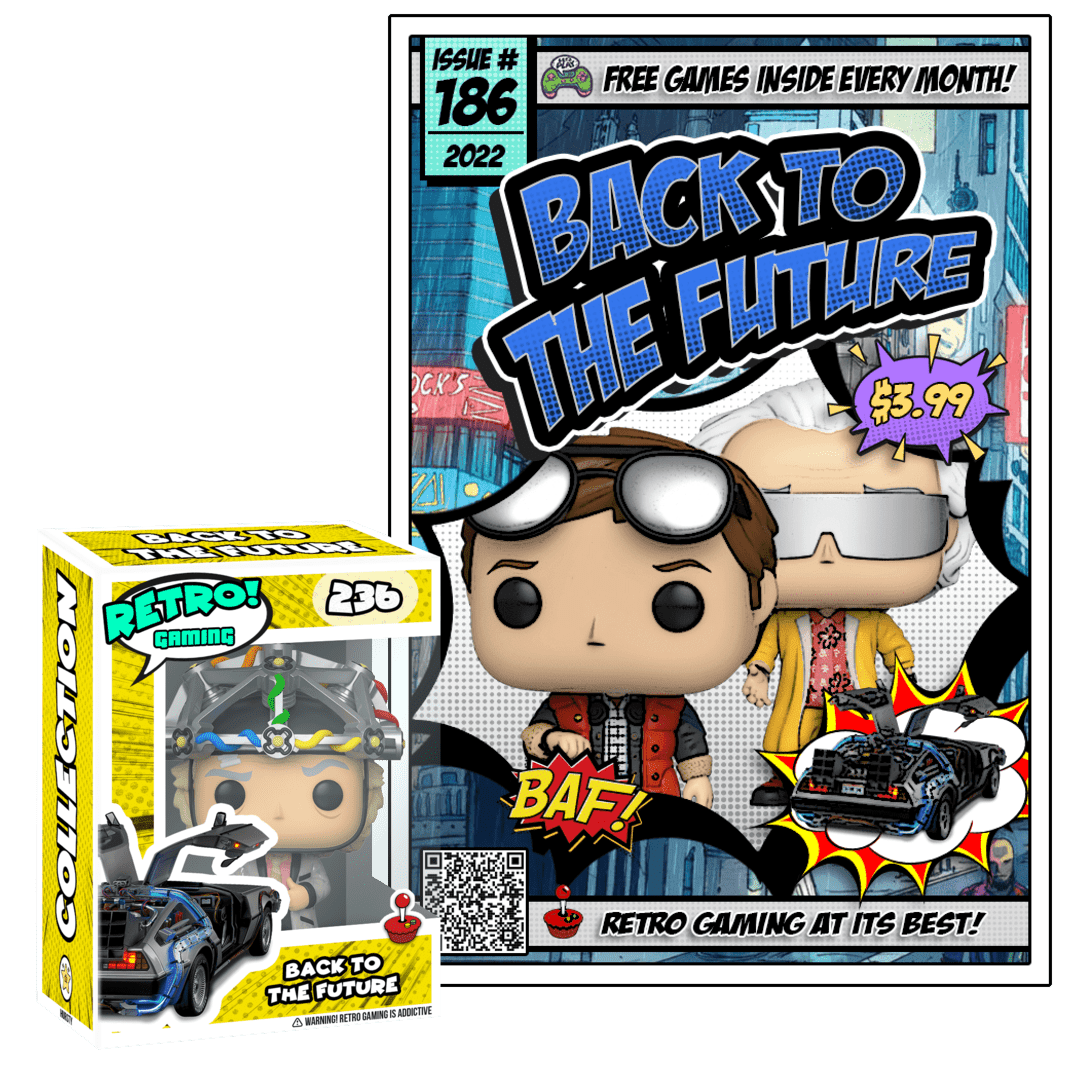 ISSUE #
186
2022
FREE GAMES INSIDE EVERY MONTH!
BACK TO
THE FUTURE
$3.99
BAF!
RETRO GAMING AT ITS BEST!
BACK TO
THE FUTURE
RETRO!
GAMING
236
COLLECTION
BACK TO
THE FUTURE
WARNING! RETRO GAMING IS ADDICTIVE